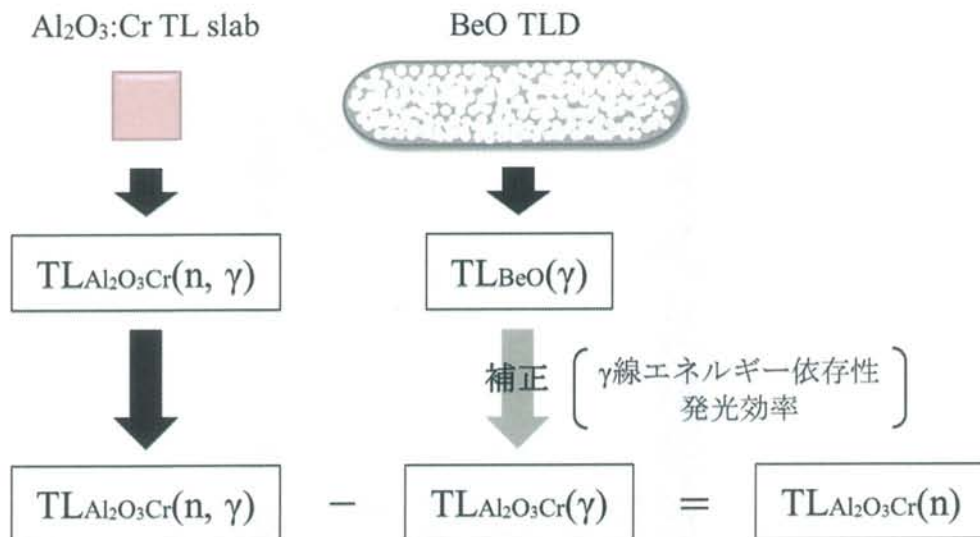 Al₂O₃:Cr TL slab
BeO TLD
TLAl₂O₃Cr(n, γ)
TLBeO(γ)
補正
γ線エネルギー依存性
発光効率
TLAl₂O₃Cr(n, γ) − TLAl₂O₃Cr(γ) = TLAl₂O₃Cr(n)